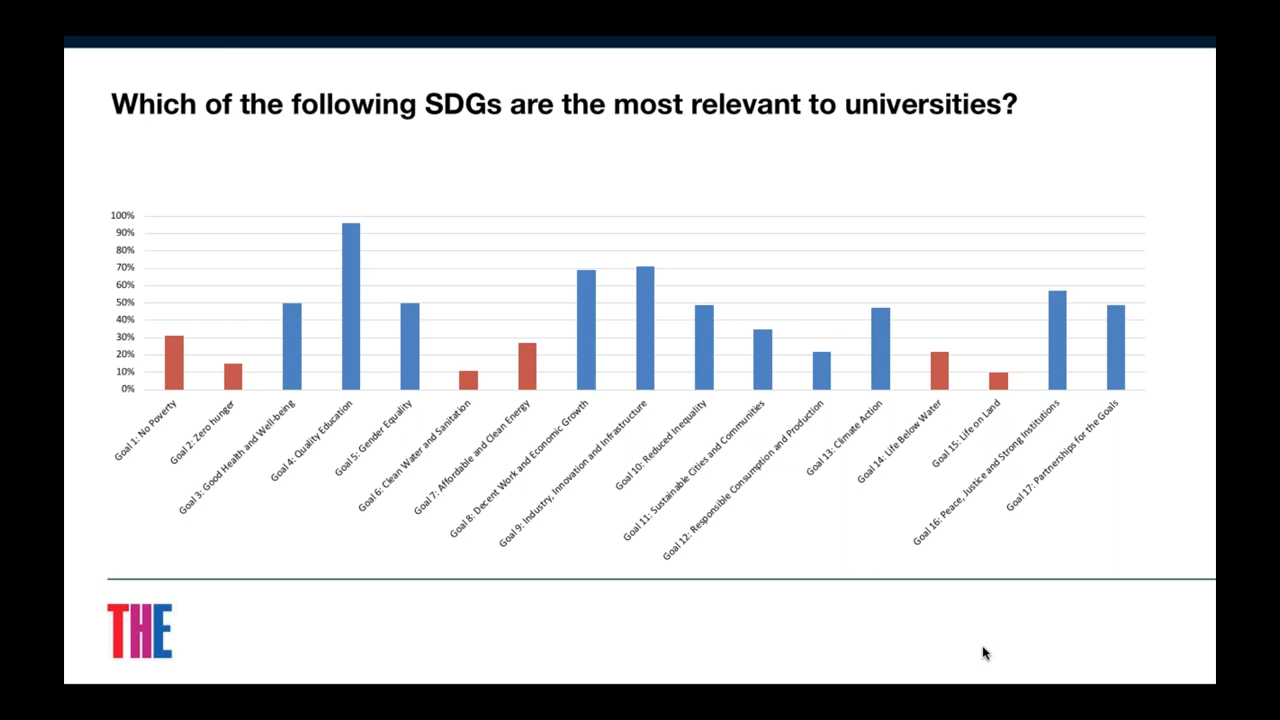 Which of the following SDGs are the most relevant to universities?
100%
90%
80%
70%
60%
50%
40%
30%
20%
10%
0%
Goal 1: No Poverty
Goal 2: Zero hunger
Goal 3: Good Health and Well-being
Goal 4: Quality Education
Goal 5: Gender Equality
Goal 6: Clean Water and Sanitation
Goal 7: Affordable and Clean Energy
Goal 8: Decent Work and Economic Growth
Goal 9: Industry, Innovation and Infrastructure
Goal 10: Reduced Inequality
Goal 11: Sustainable Cities and Communities
Goal 12: Responsible Consumption and Production
Goal 13: Climate Action
Goal 14: Life Below Water
Goal 15: Life on Land
Goal 16: Peace, Justice and Strong Institutions
Goal 17: Partnerships for the Goals
THE